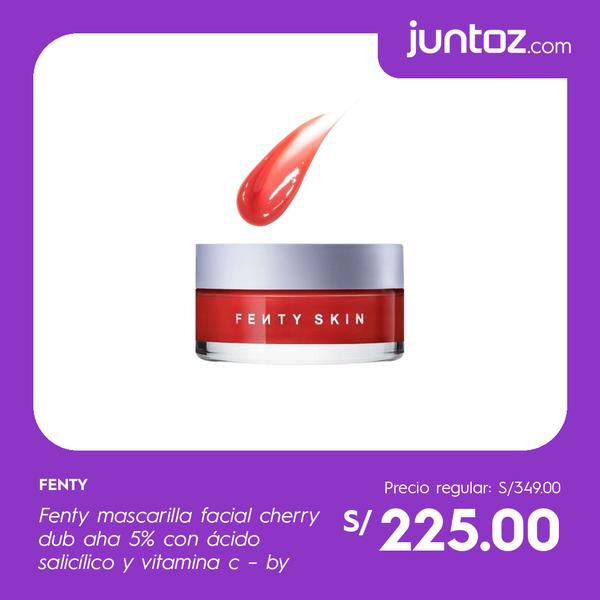 juntoz.com
FENTY SKIN
FENTY
Fenty mascarilla facial cherry
dub aha 5% con ácido
salicílico y vitamina c - by
Precio regular: S/349.00
S/225.00